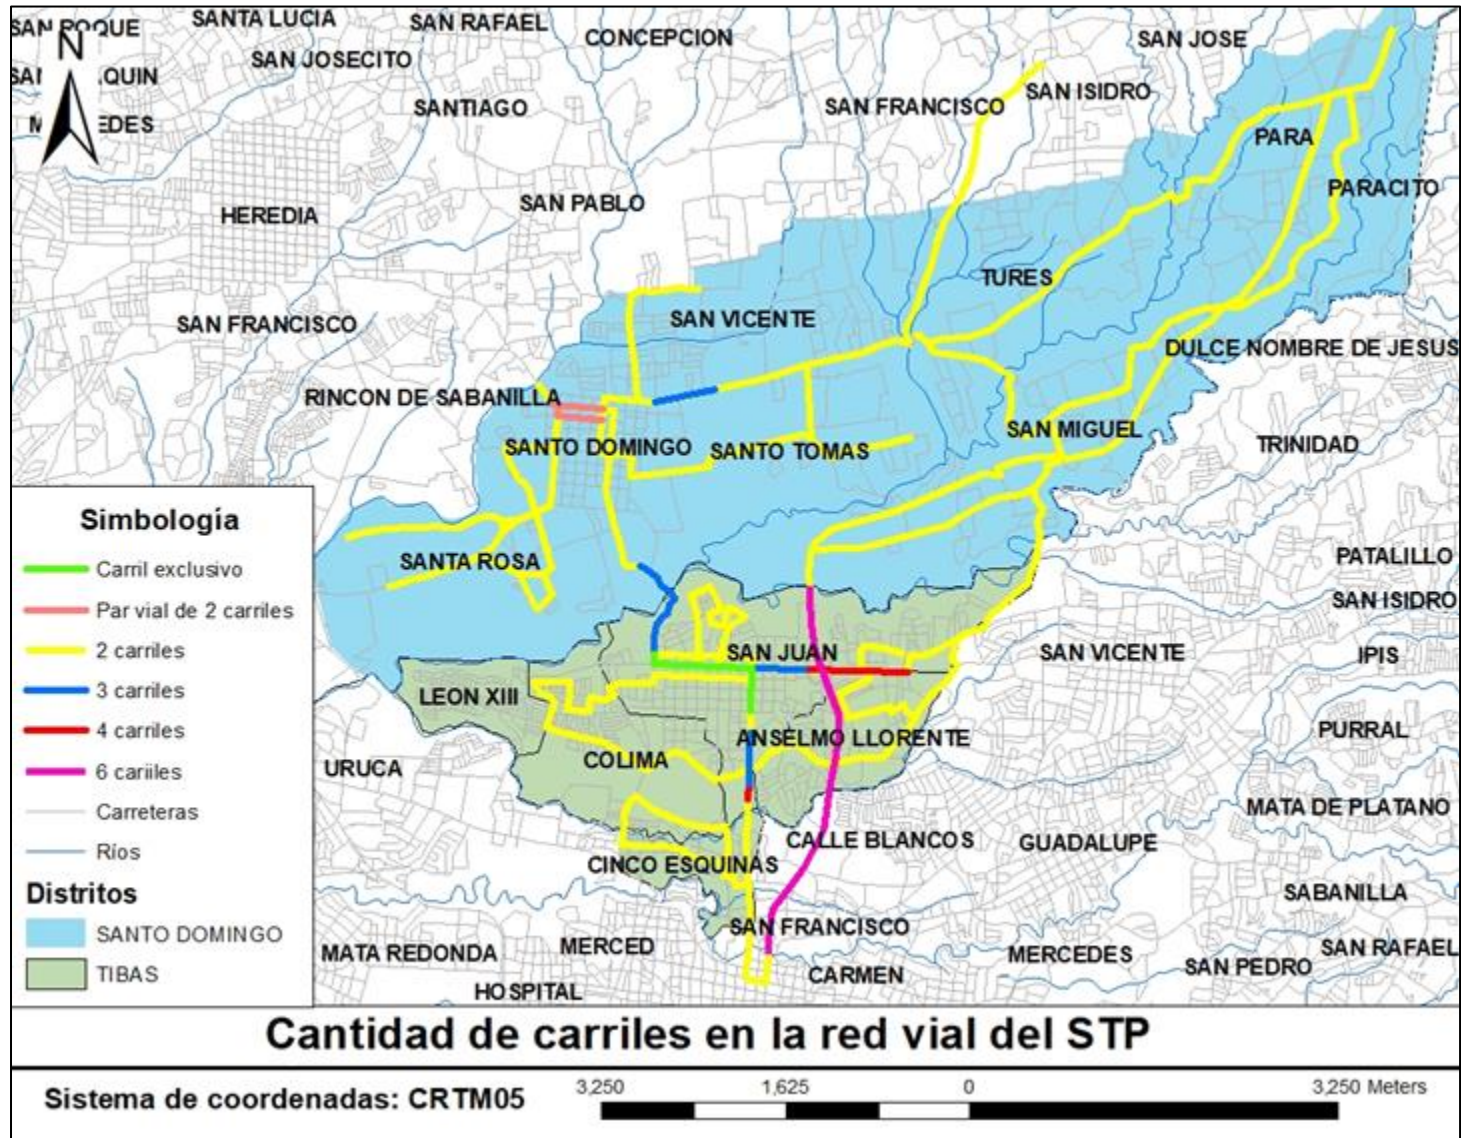 SAN ROQUE
SANTA LUCIA
SAN RAFAEL
CONCEPCION
SAN JOSE
N
SAN JOSECITO
QUIN
SANTIAGO
SAN FRANCISCO
SAN ISIDRO
EDES
PARA
HEREDIA
SAN PABLO
PARACITO
TURES
SAN FRANCISCO
SAN VICENTE
DULCE NOMBRE DE JESUS
RINCON DE SABANILLA
SANTO DOMINGO
SANTO TOMAS
SAN MIGUEL
TRINIDAD
SANTA ROSA
PATALILLO
SAN ISIDRO
SAN JUAN
SAN VICENTE
IPIS
LEON XIII
PURRAL
ANSELMO LLORENTE
COLIMA
URUCA
MATA DE PLATANO
CALLE BLANCOS
GUADALUPE
CINCO ESQUINAS
SABANILLA
SAN FRANCISCO
MATA REDONDA
MERCED
MERCEDES
SAN RAFAEL
SAN PEDRO
CARMEN
HOSPITAL
Simbología
Carril exclusivo
Par vial de 2 carriles
2 carriles
3 carriles
4 carriles
6 cariiles
Carreteras
Ríos
Distritos
SANTO DOMINGO
TIBAS
Cantidad de carriles en la red vial del STP
Sistema de coordenadas: CRTM05
3,250 1,625 0 3,250 Meters